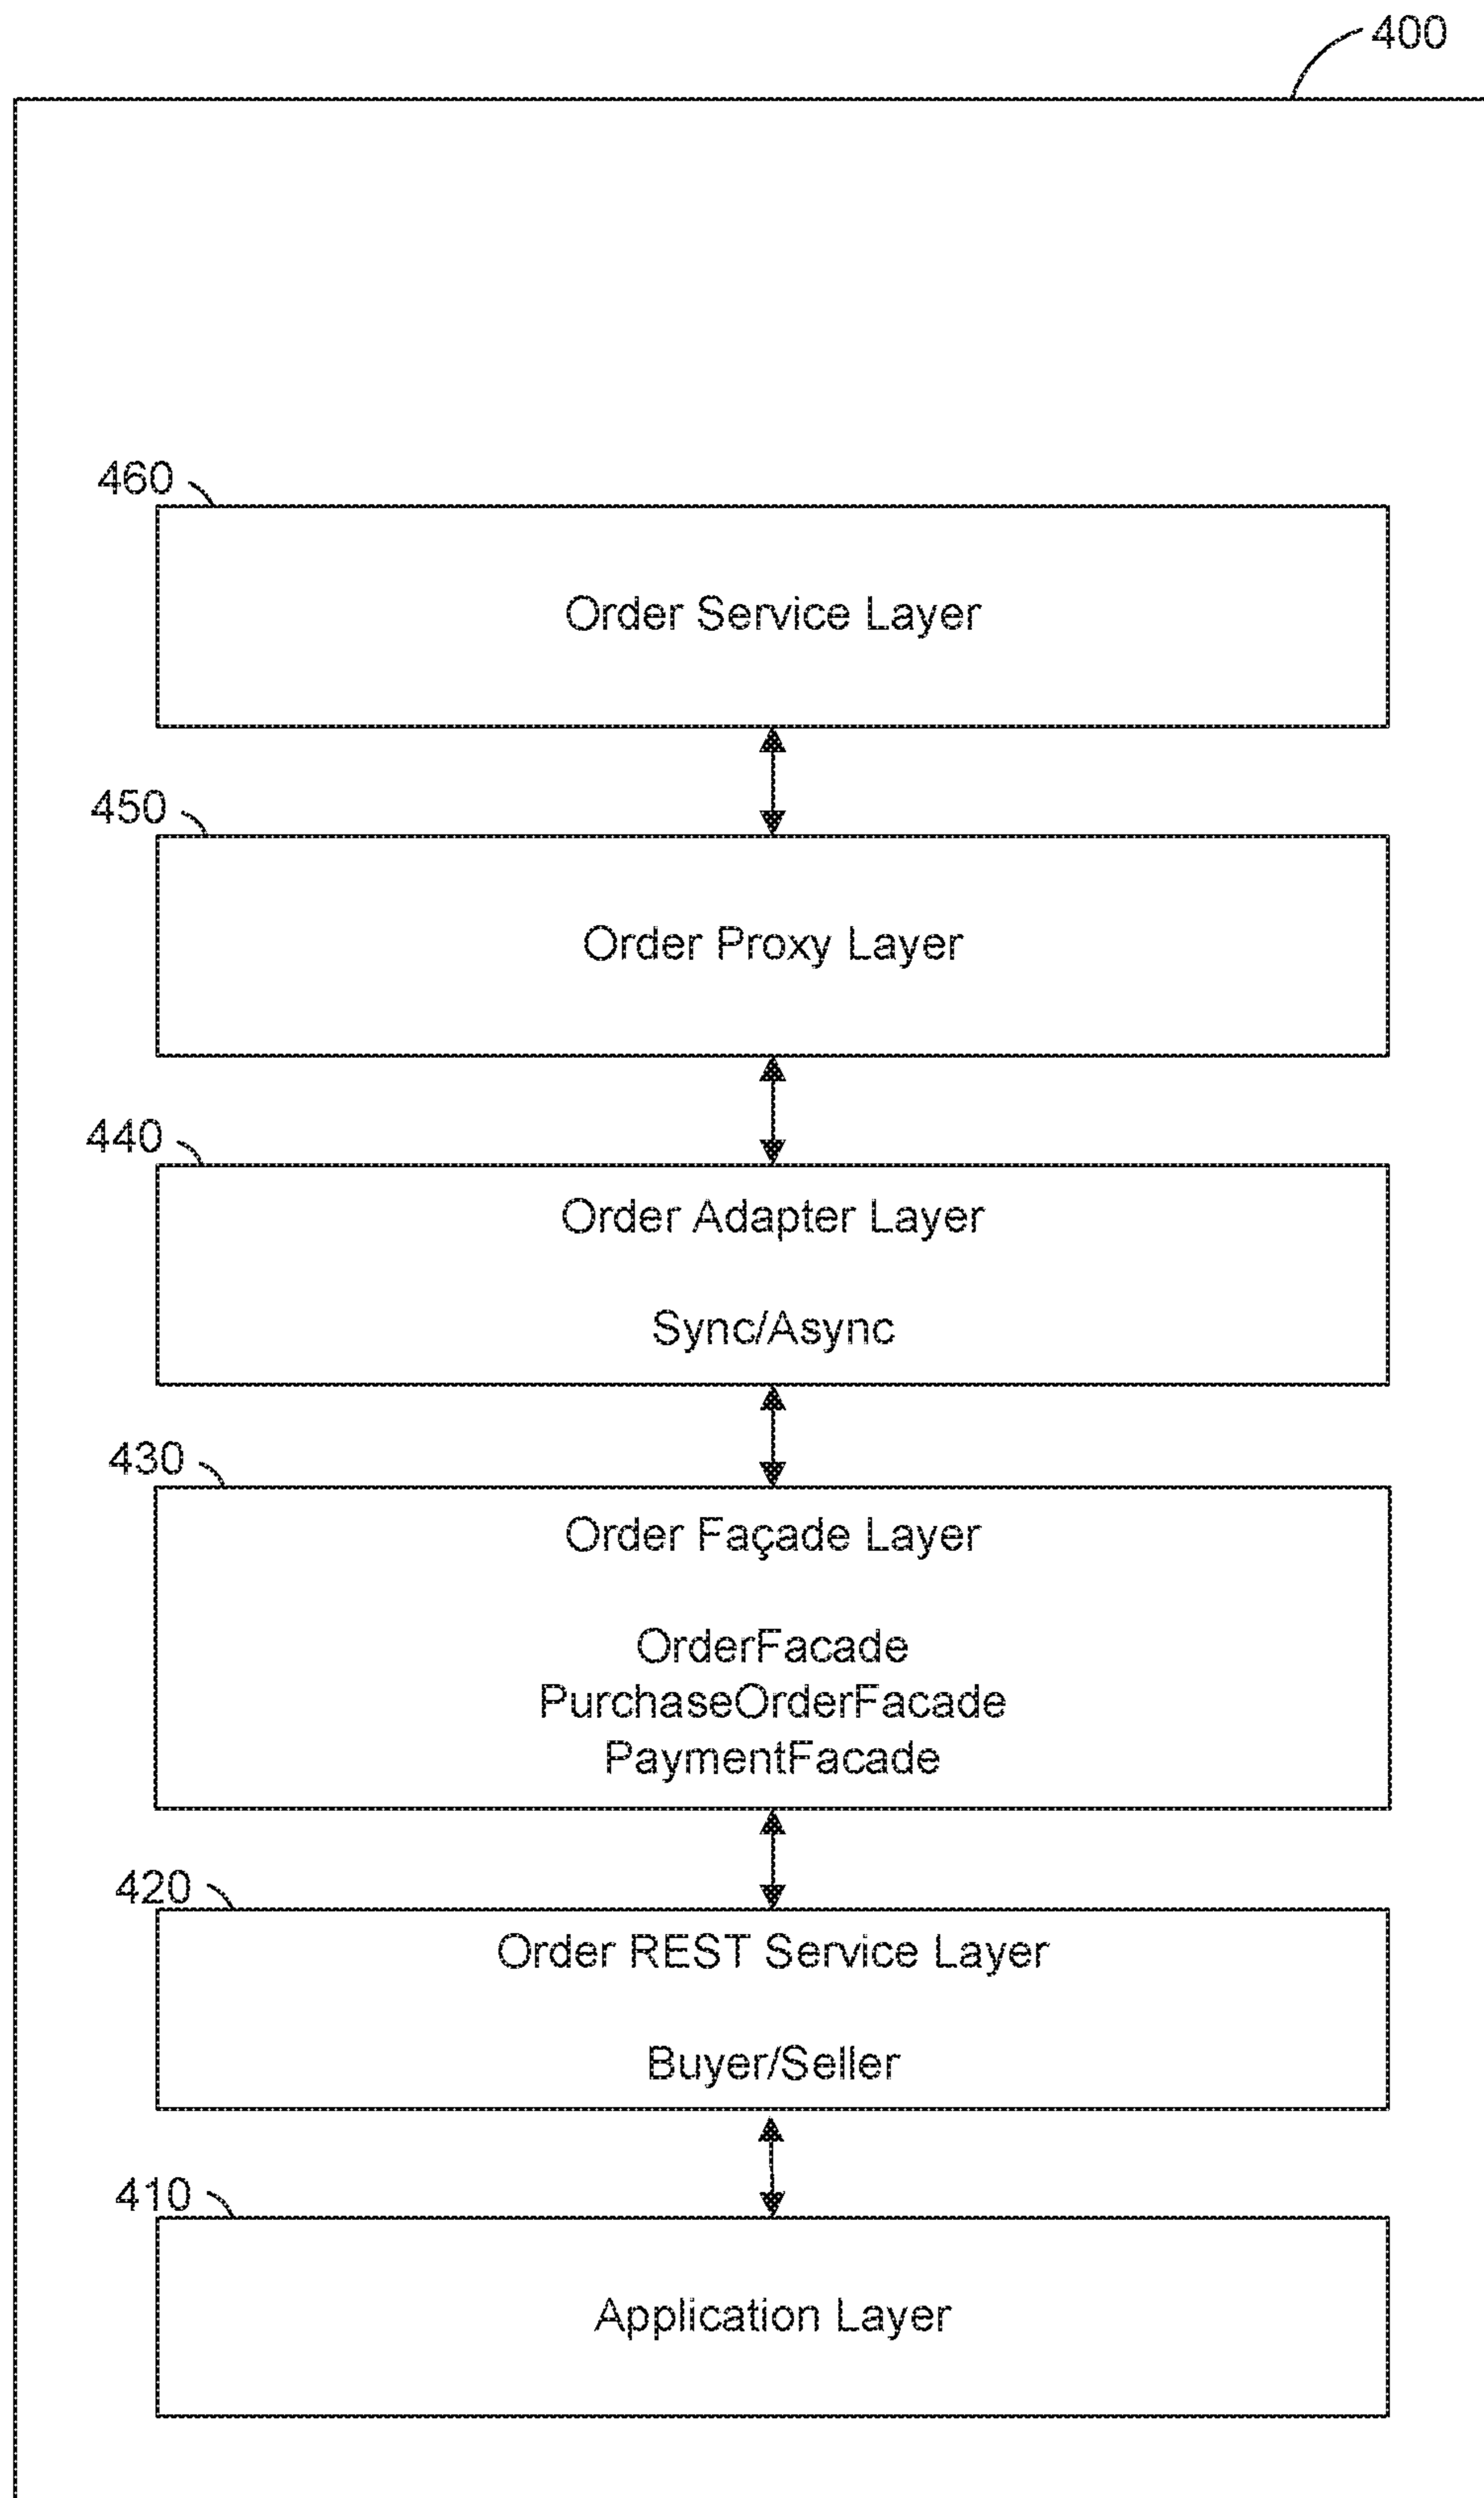 400
460
Order Service Layer
450
Order Proxy Layer
440
Order Adapter Layer
Sync/Async
430
Order Façade Layer
OrderFacade
PurchaseOrderFacade
PaymentFacade
420
Order REST Service Layer
Buyer/Seller
410
Application Layer